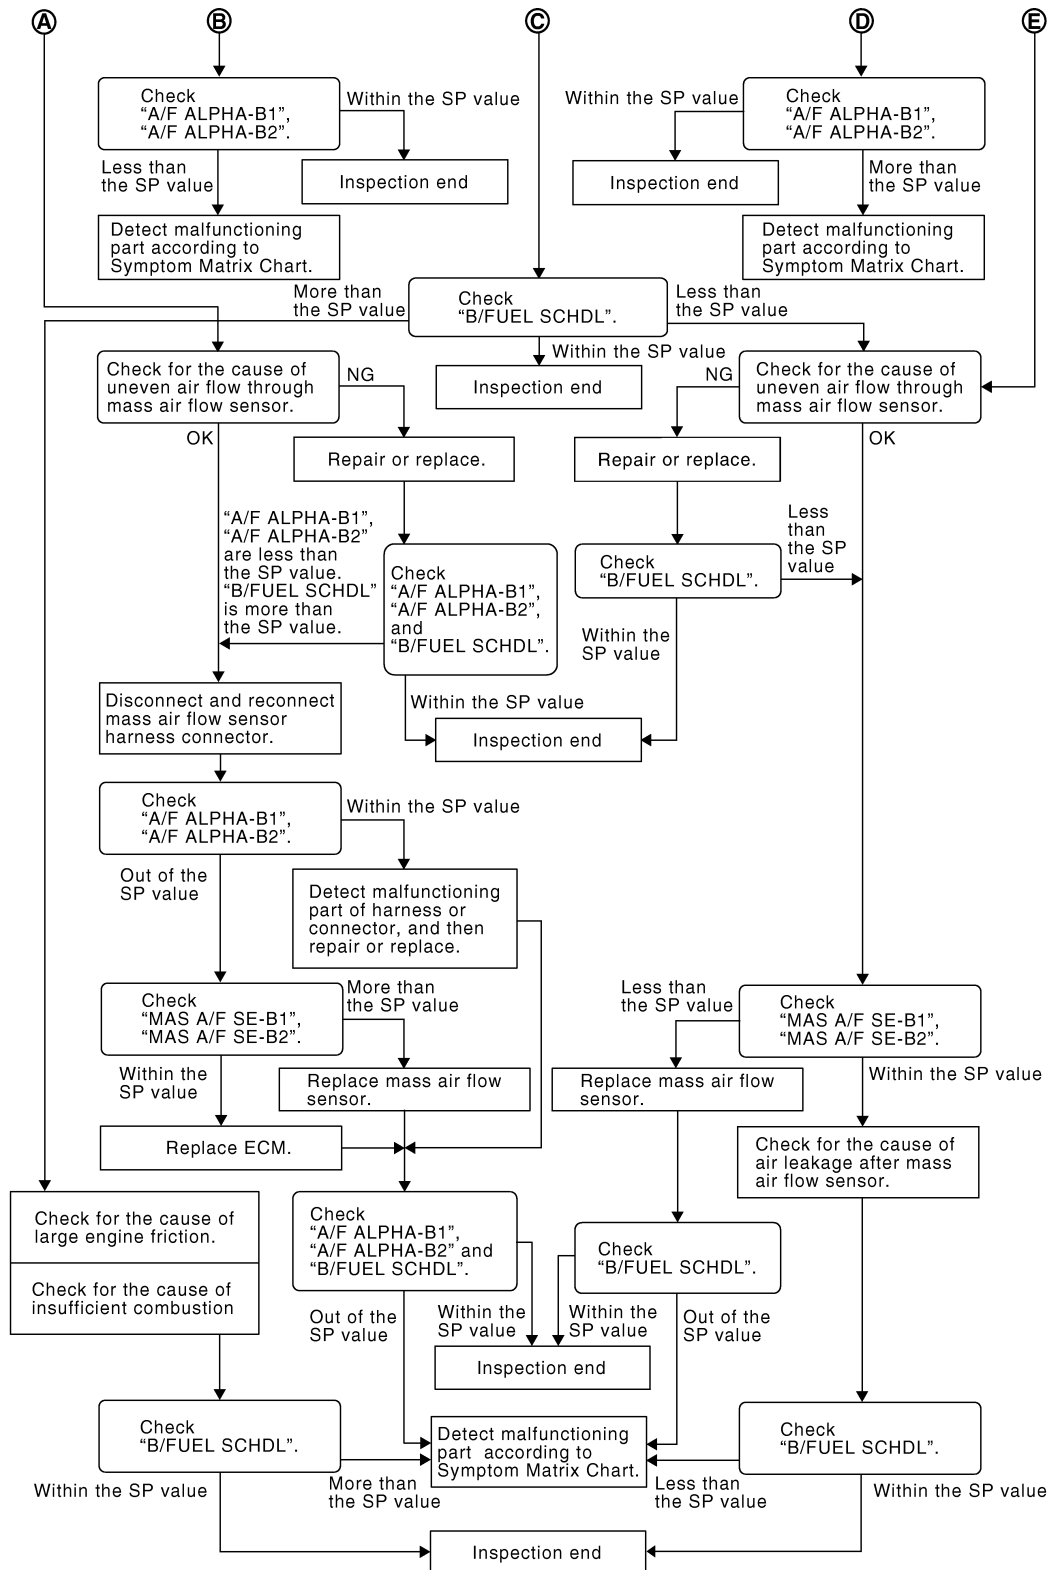 A
B
C
D
E
Check
“A/F ALPHA-B1”,
“A/F ALPHA-B2”.
Within the SP value
Less than
the SP value
Inspection end
Detect malfunctioning
part according to
Symptom Matrix Chart.
Within the SP value
Check
“A/F ALPHA-B1”,
“A/F ALPHA-B2”.
Inspection end
More than
the SP value
Detect malfunctioning
part according to
Symptom Matrix Chart.
More than
the SP value
Check
“B/FUEL SCHDL”.
Less than
the SP value
Within the SP value
Inspection end
Check for the cause of
uneven air flow through
mass air flow sensor.
NG
OK
Repair or replace.
NG
Check for the cause of
uneven air flow through
mass air flow sensor.
OK
Repair or replace.
“A/F ALPHA-B1”,
“A/F ALPHA-B2”
are less than
the SP value.
“B/FUEL SCHDL”
is more than
the SP value.
Check
“A/F ALPHA-B1”,
“A/F ALPHA-B2”,
and
“B/FUEL SCHDL”.
Check
“B/FUEL SCHDL”.
Less
than
the SP
value
Within the
SP value
Within the SP value
Inspection end
Disconnect and reconnect
mass air flow sensor
harness connector.
Check
“A/F ALPHA-B1”,
“A/F ALPHA-B2”.
Within the SP value
Out of the
SP value
Detect malfunctioning
part of harness or
connector, and then
repair or replace.
Check
“MAS A/F SE-B1”,
“MAS A/F SE-B2”.
More than
the SP value
Within the
SP value
Replace mass air flow
sensor.
Replace ECM.
Less than
the SP value
Check
“MAS A/F SE-B1”,
“MAS A/F SE-B2”.
Within the SP value
Replace mass air flow
sensor.
Check for the cause of
air leakage after mass
air flow sensor.
Check for the cause of
large engine friction.
Check for the cause of
insufficient combustion
Check
“A/F ALPHA-B1”,
“A/F ALPHA-B2” and
“B/FUEL SCHDL”.
Check
“B/FUEL SCHDL”.
Out of the
SP value
Within the
SP value
Within the
SP value
Out of the
SP value
Inspection end
Check
“B/FUEL SCHDL”.
Detect malfunctioning
part  according to
Symptom Matrix Chart.
Check
“B/FUEL SCHDL”.
Within the SP value
More than
the SP value
Less than
the SP value
Within the SP value
Inspection end